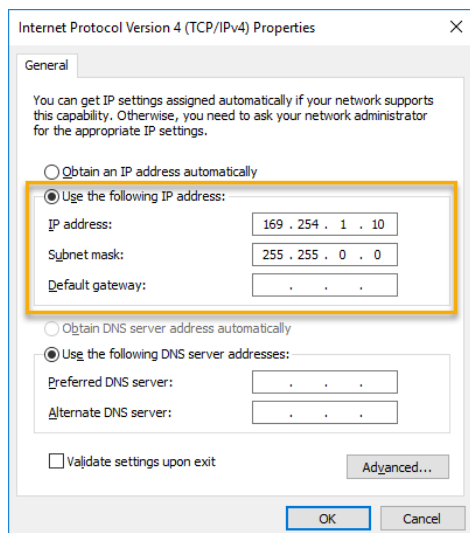 Internet Protocol Version 4 (TCP/IPv4) Properties
General
You can get IP settings assigned automatically if your network supports
this capability. Otherwise, you need to ask your network administrator
for the appropriate IP settings.
Obtain an IP address automatically
Use the following IP address:
IP address: 169 . 254 . 1 . 10
Subnet mask: 255 . 255 . 0 . 0
Default gateway: . . .
Obtain DNS server address automatically
Use the following DNS server addresses:
Preferred DNS server: . . .
Alternate DNS server: . . .
Validate settings upon exit
Advanced...
OK Cancel